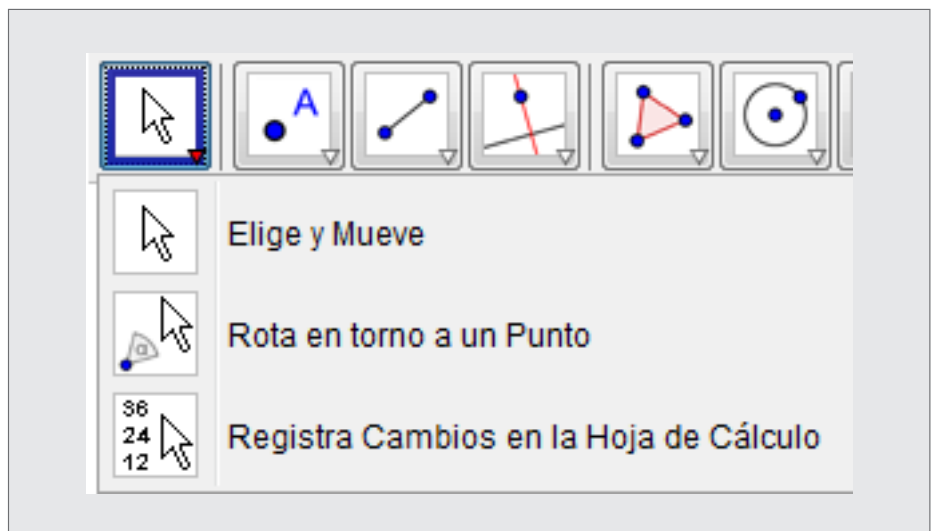 A
Elige y Mueve
α
Rota en torno a un Punto
36
24
12
Registra Cambios en la Hoja de Cálculo